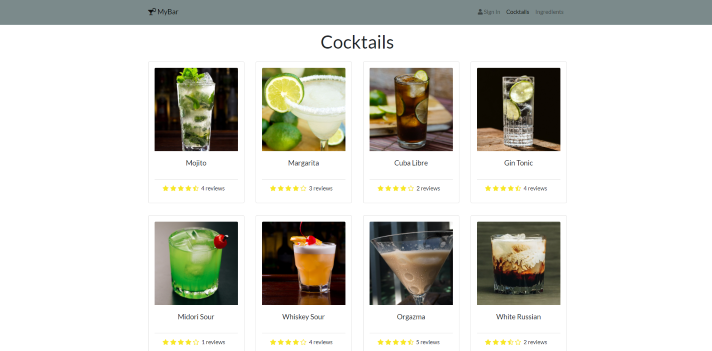 MyBar
Sign In Cocktails Ingredients
Cocktails
Mojito
4 reviews
Margarita
3 reviews
Cuba Libre
2 reviews
Gin Tonic
4 reviews
Midori Sour
1 reviews
Whiskey Sour
4 reviews
Orgazma
5 reviews
White Russian
2 reviews